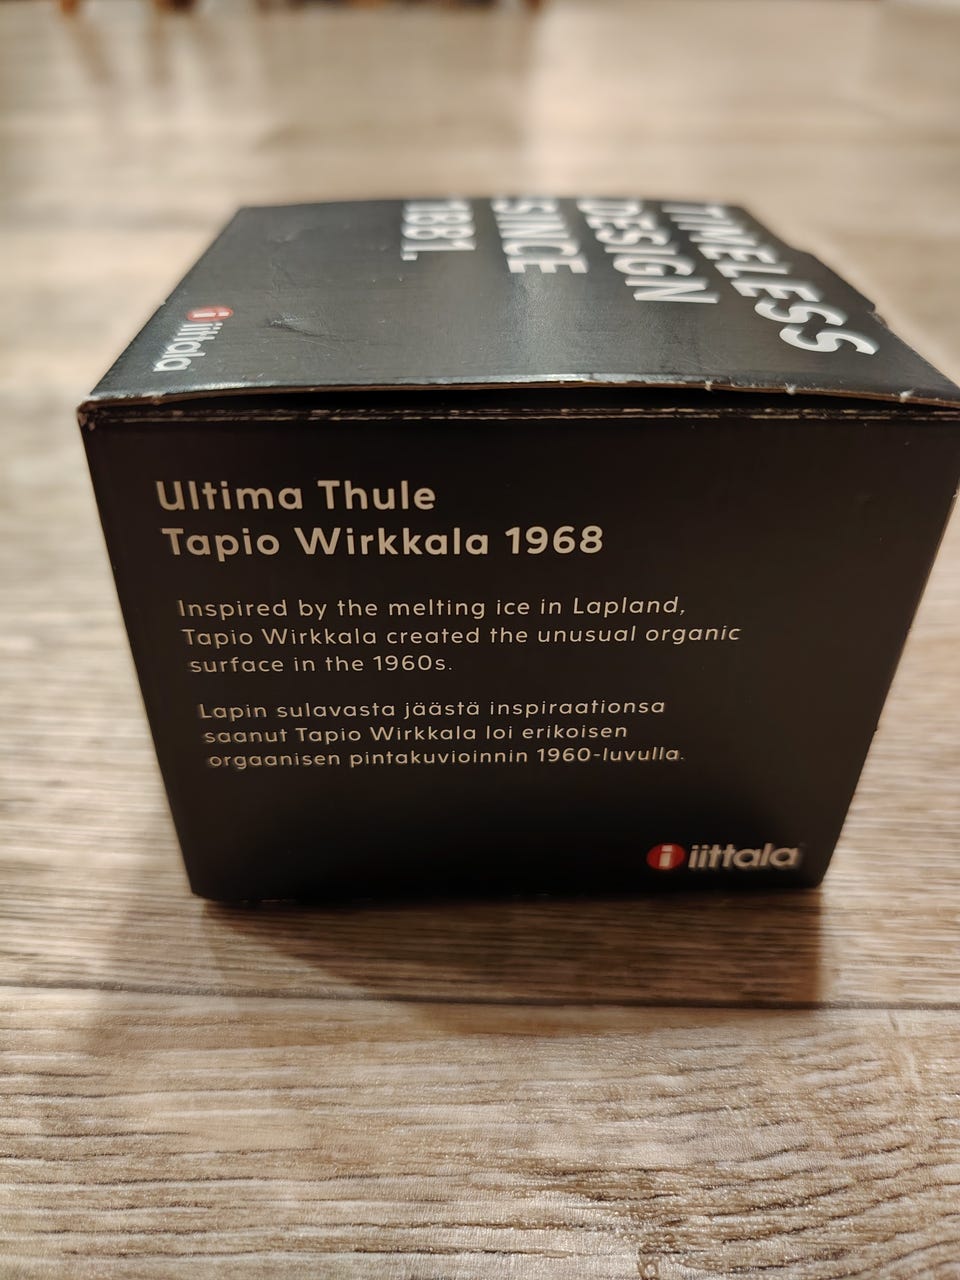 TIMELESS
DESIGN
SINCE
1881.
i iittala
Ultima Thule
Tapio Wirkkala 1968
Inspired by the melting ice in Lapland,
Tapio Wirkkala created the unusual organic
surface in the 1960s.
Lapin sulavasta jäästä inspiraationsa
saanut Tapio Wirkkala loi erikoisen
orgaanisen pintakuvioinnin 1960-luvulla.
i iittala